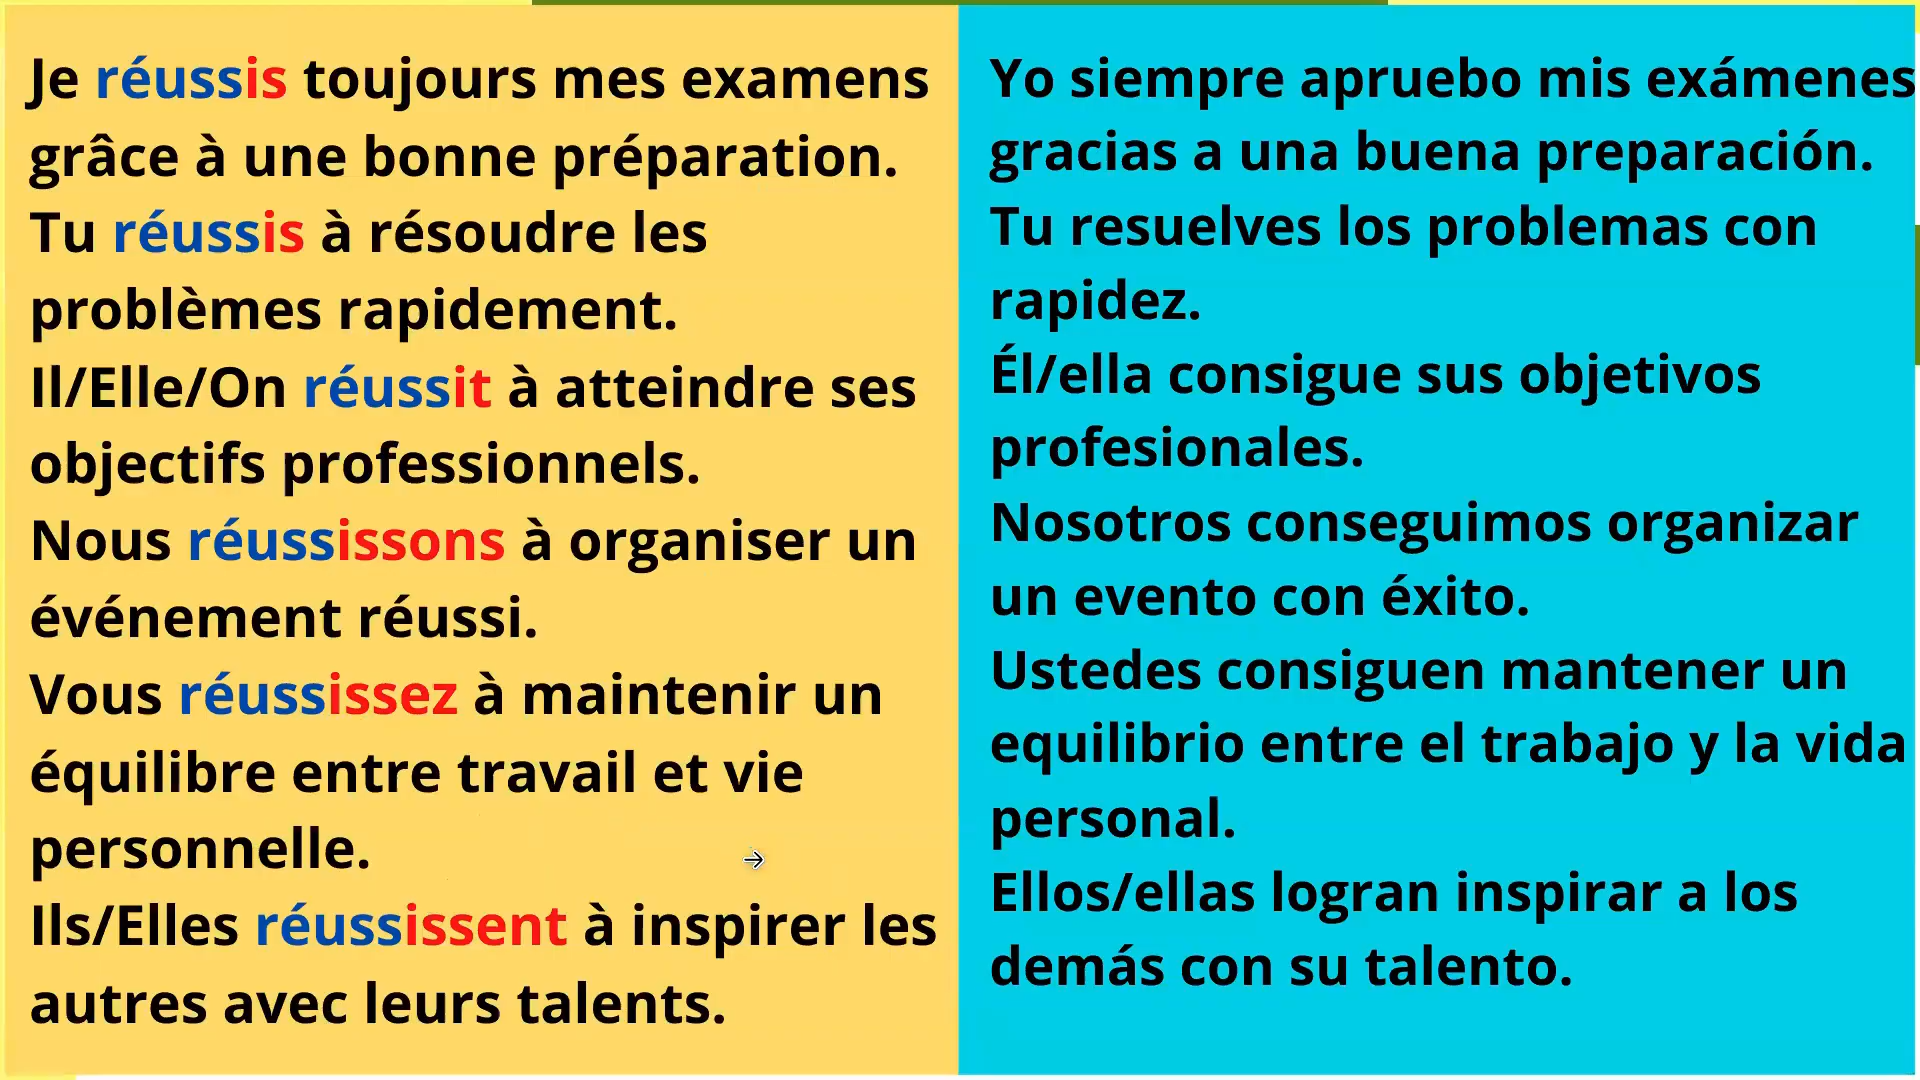 Je réussis toujours mes examens
grâce à une bonne préparation.
Tu réussis à résoudre les
problèmes rapidement.
Il/Elle/On réussit à atteindre ses
objectifs professionnels.
Nous réussissons à organiser un
événement réussi.
Vous réussissez à maintenir un
équilibre entre travail et vie
personnelle.
Ils/Elles réussissent à inspirer les
autres avec leurs talents.
Yo siempre apruebo mis exámenes
gracias a una buena preparación.
Tu resuelves los problemas con
rapidez.
Él/ella consigue sus objetivos
profesionales.
Nosotros conseguimos organizar
un evento con éxito.
Ustedes consiguen mantener un
equilibrio entre el trabajo y la vida
personal.
Ellos/ellas logran inspirar a los
demás con su talento.